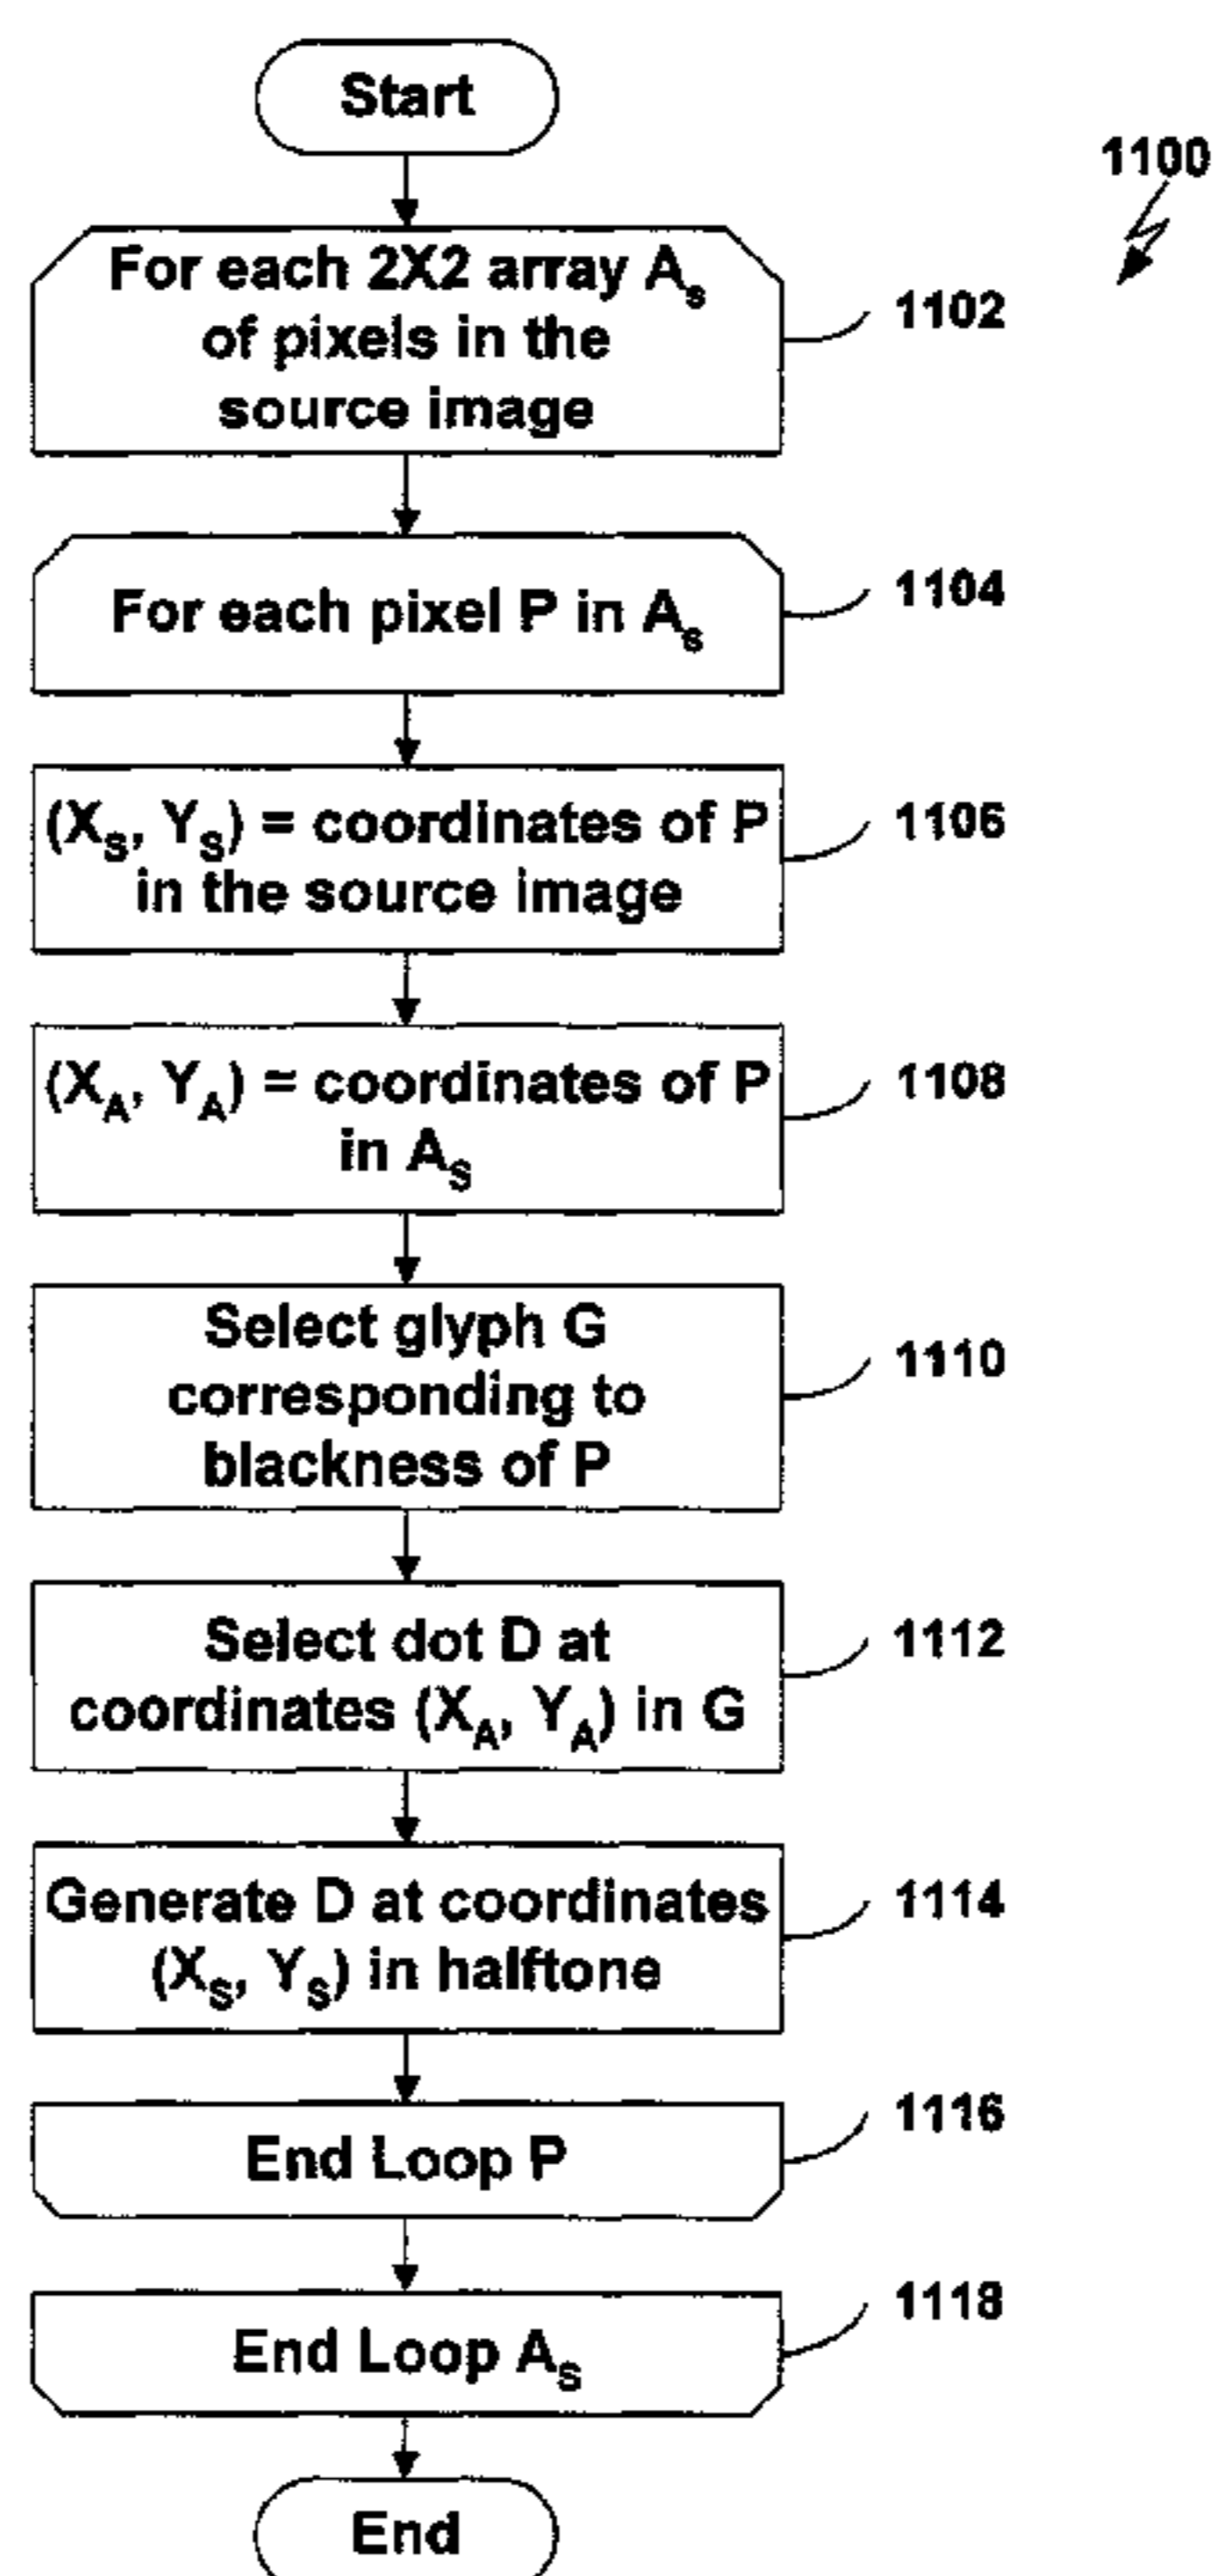 Start
1100
For each 2X2 array As
of pixels in the
source image
1102
For each pixel P in As
1104
(XS, YS) = coordinates of P
in the source image
1106
(XA, YA) = coordinates of P
in AS
1108
Select glyph G
corresponding to
blackness of P
1110
Select dot D at
coordinates (XA, YA) in G
1112
Generate D at coordinates
(XS, YS) in halftone
1114
End Loop P
1116
End Loop AS
1118
End